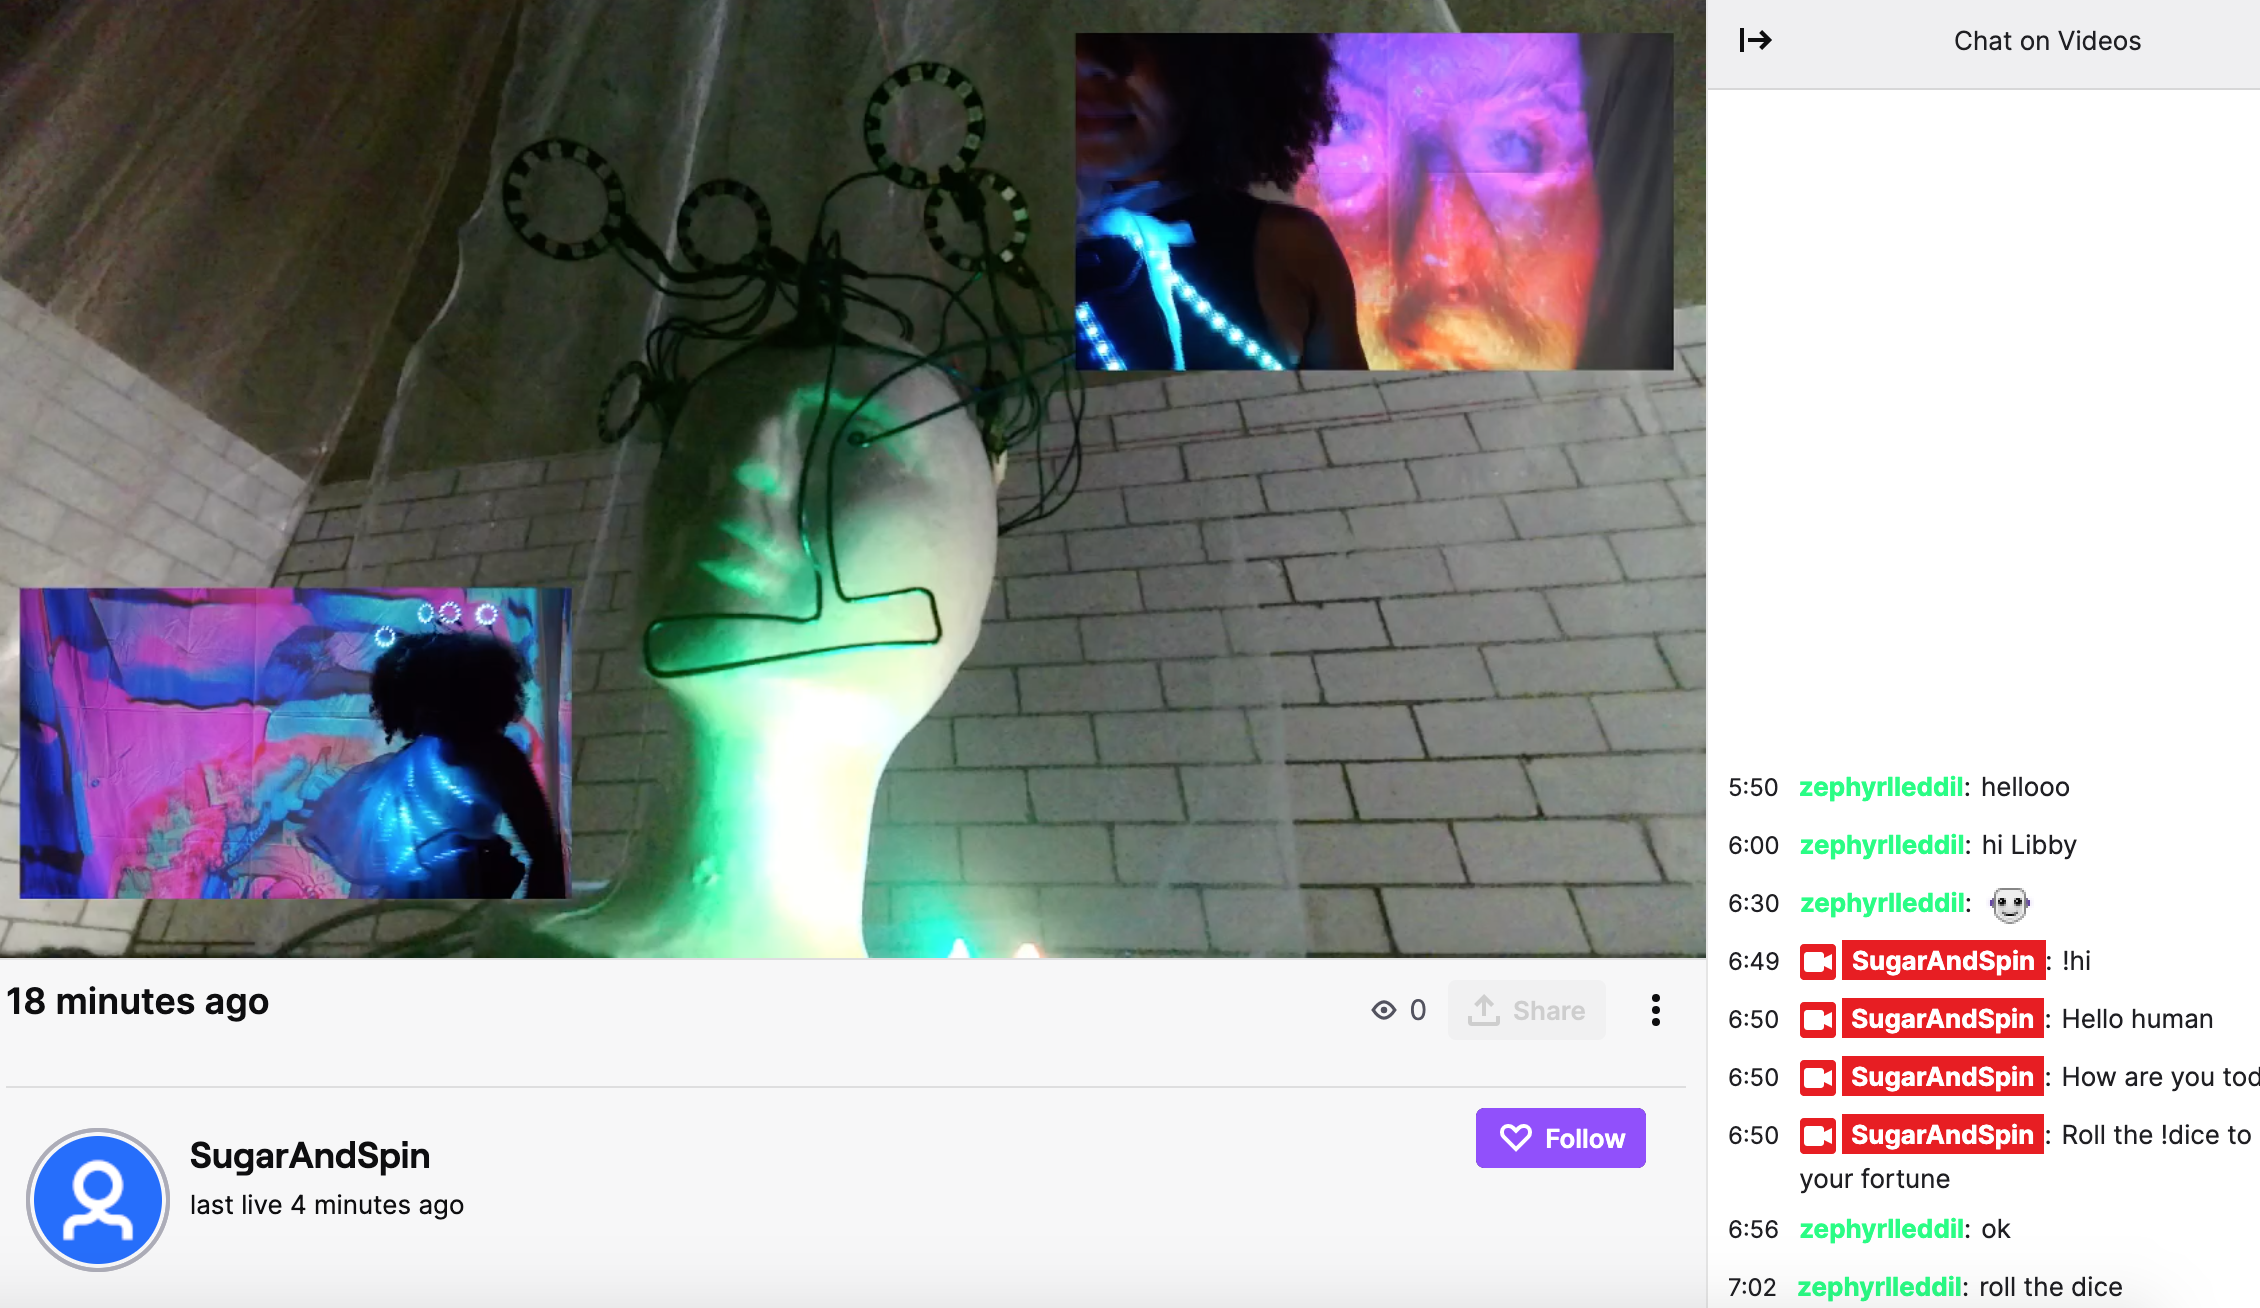 Chat on Videos
5:50 zephyrlleddil: hellooo
6:00 zephyrlleddil: hi Libby
6:30 zephyrlleddil:
6:49 SugarAndSpin: !hi
6:50 SugarAndSpin: Hello human
6:50 SugarAndSpin: How are you tod
6:50 SugarAndSpin: Roll the !dice to
your fortune
6:56 zephyrlleddil: ok
7:02 zephyrlleddil: roll the dice
18 minutes ago
0
Share
SugarAndSpin
last live 4 minutes ago
Follow